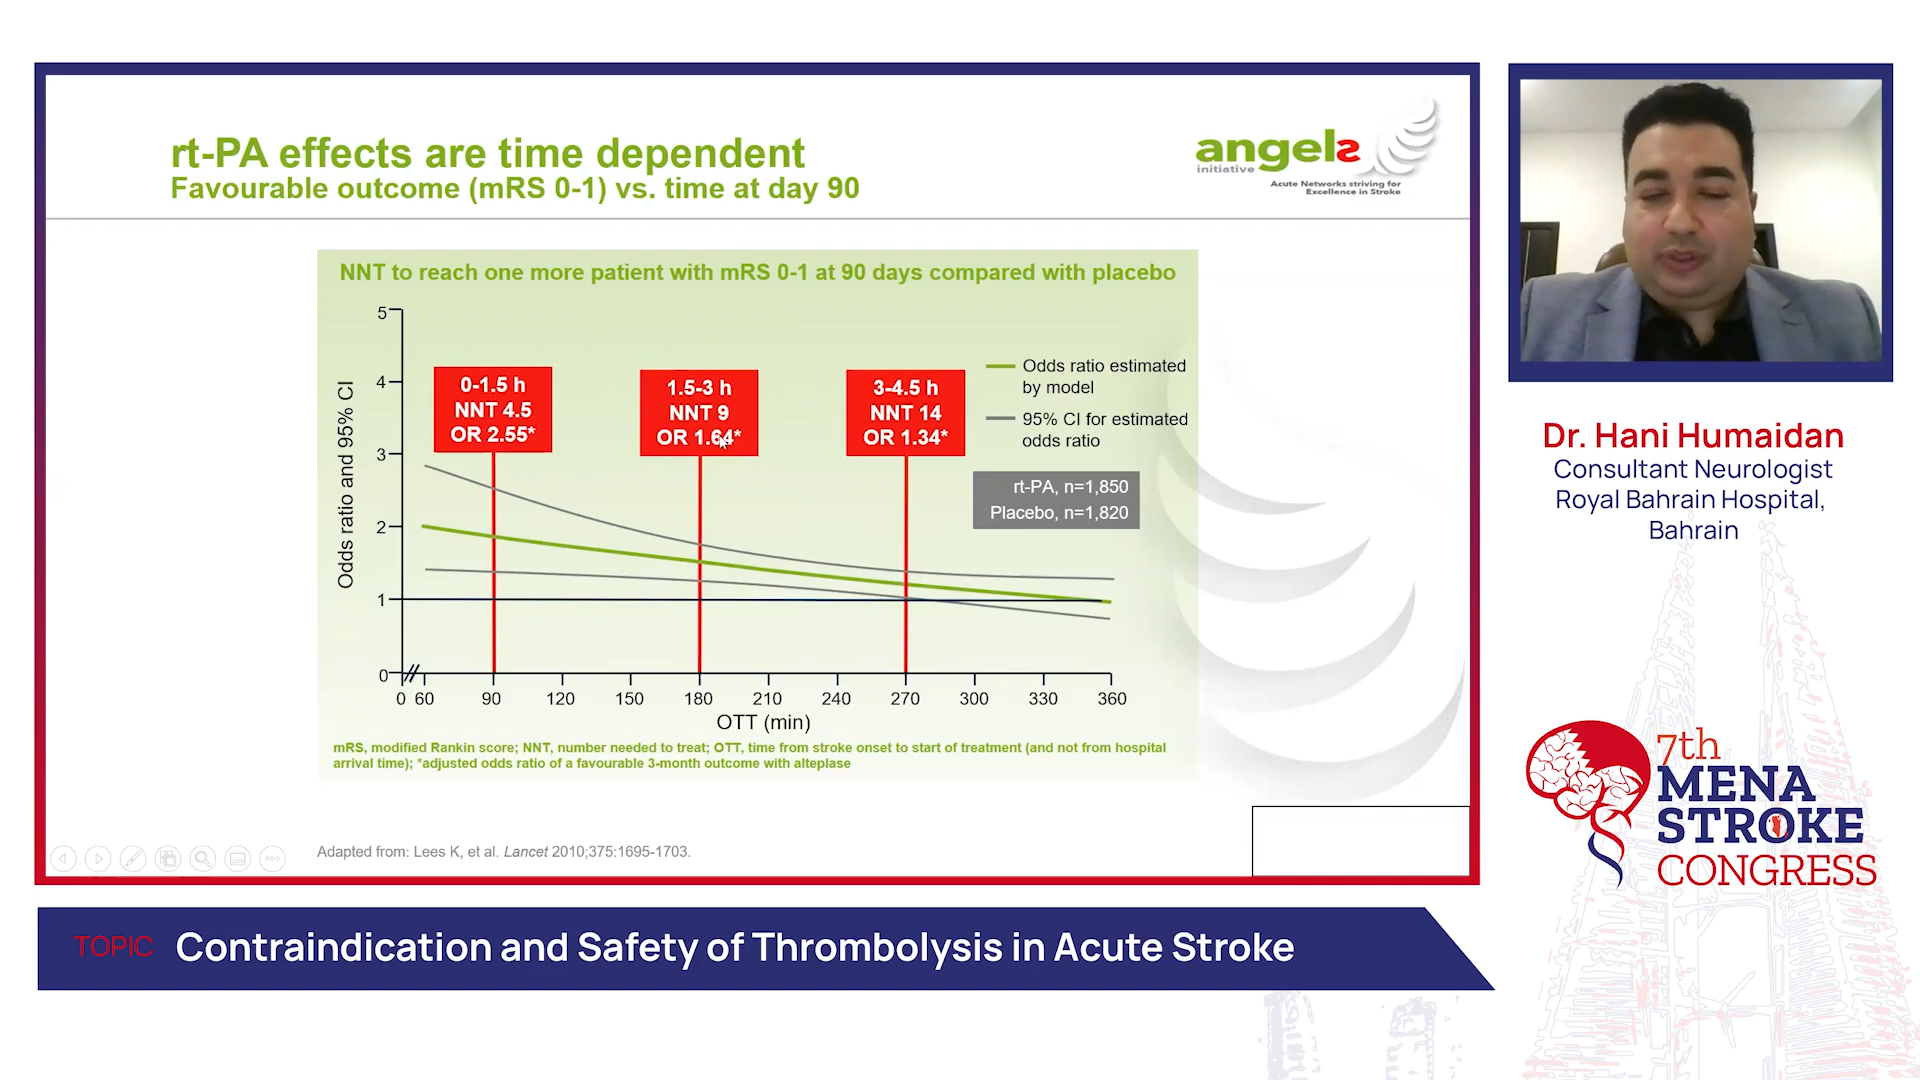 rt-PA effects are time dependent
Favourable outcome (mRS 0-1) vs. time at day 90
angels
initiative
Acute Networks striving for
Excellence in Stroke
NNT to reach one more patient with mRS 0-1 at 90 days compared with placebo
Odds ratio and 95% CI
5
4
3
2
1
0
0-1.5 h
NNT 4.5
OR 2.55*
1.5-3 h
NNT 9
OR 1.64*
3-4.5 h
NNT 14
OR 1.34*
Odds ratio estimated
by model
95% CI for estimated
odds ratio
rt-PA, n=1,850
Placebo, n=1,820
0 60 90 120 150 180 210 240 270 300 330 360
OTT (min)
mRS, modified Rankin score; NNT, number needed to treat; OTT, time from stroke onset to start of treatment (and not from hospital
arrival time); *adjusted odds ratio of a favourable 3-month outcome with alteplase
Adapted from: Lees K, et al. Lancet 2010;375:1695-1703.
Dr. Hani Humaidan
Consultant Neurologist
Royal Bahrain Hospital,
Bahrain
7th
MENA
STROKE
CONGRESS
TOPIC Contraindication and Safety of Thrombolysis in Acute Stroke